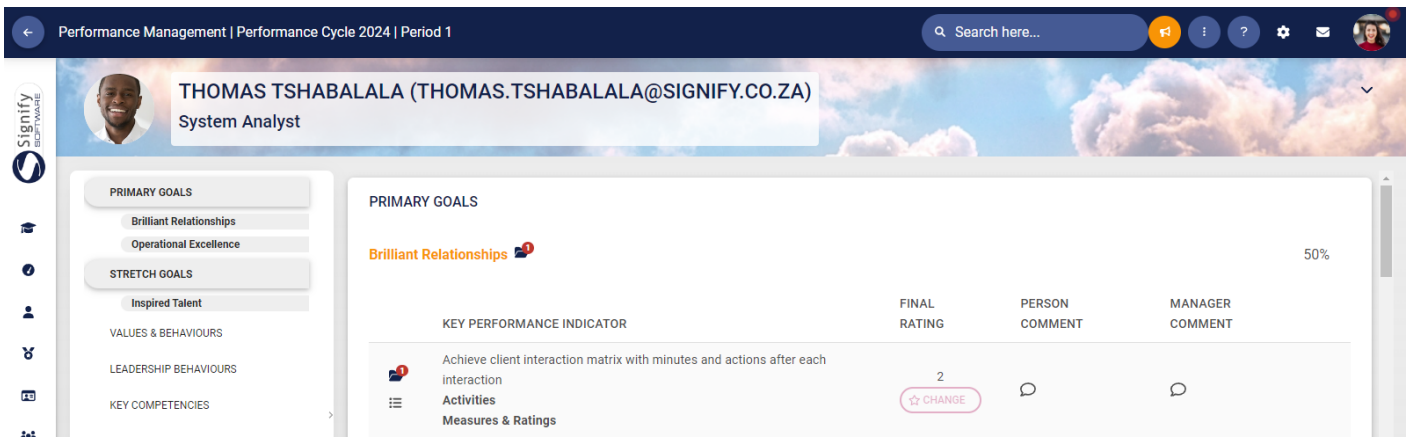 Performance Management | Performance Cycle 2024 | Period 1
Search here...
?
Signify
SOFTWARE
THOMAS TSHABALALA (THOMAS.TSHABALALA@SIGNIFY.CO.ZA)
System Analyst
PRIMARY GOALS
Brilliant Relationships
Operational Excellence
STRETCH GOALS
Inspired Talent
VALUES & BEHAVIOURS
LEADERSHIP BEHAVIOURS
KEY COMPETENCIES
PRIMARY GOALS
Brilliant Relationships 1
50%
KEY PERFORMANCE INDICATOR
FINAL
RATING
PERSON
COMMENT
MANAGER
COMMENT
1
Achieve client interaction matrix with minutes and actions after each
interaction
Activities
Measures & Ratings
2
CHANGE